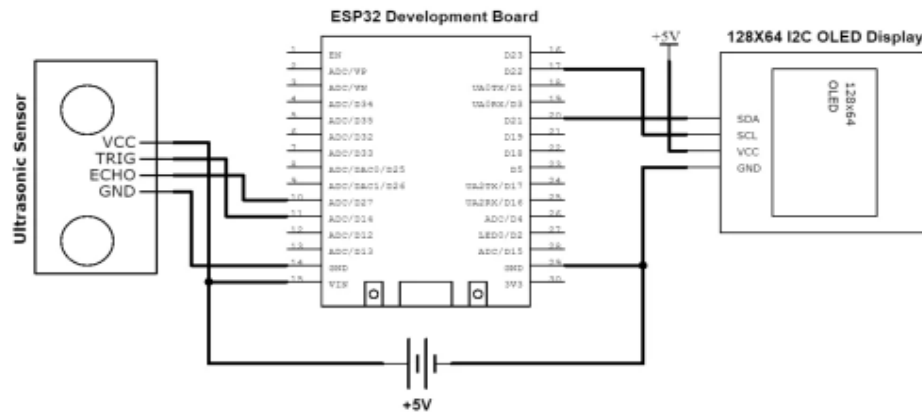 ESP32 Development Board
128X64 I2C OLED Display
+5V
Ultrasonic Sensor
VCC
TRIG
ECHO
GND
1 EN
2 ADC/VP
3 ADC/VN
4 ADC/D34
5 ADC/D35
6 ADC/D32
7 ADC/D33
8 ADC/DAC0/D25
9 ADC/DAC1/D26
10 ADC/D27
11 ADC/D14
12 ADC/D12
13 ADC/D13
14 GND
15 VIN
D23 16
D22 17
UA0TX/D1 18
UA0RX/D3 19
D21 20
D19 21
D18 22
D5 23
UA2TX/D17 24
UA2RX/D16 25
ADC/D4 26
LED0/D2 27
ADC/D15 28
GND 29
3V3 30
SDA
SCL
VCC
GND
128x64
OLED
+5V